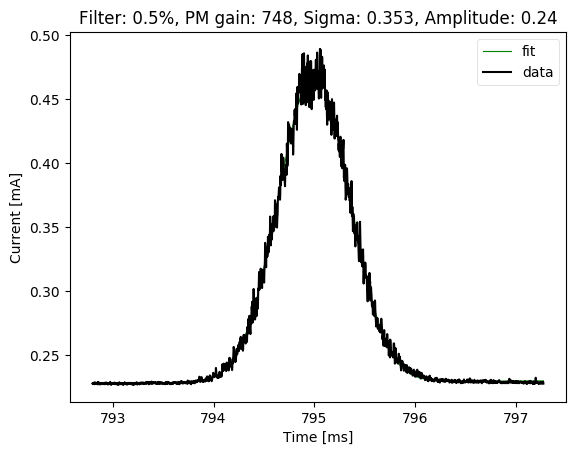 Filter: 0.5%, PM gain: 748, Sigma: 0.353, Amplitude: 0.24
fit
data
0.50
0.45
0.40
0.35
0.30
0.25
Current [mA]
793
794
795
796
797
Time [ms]